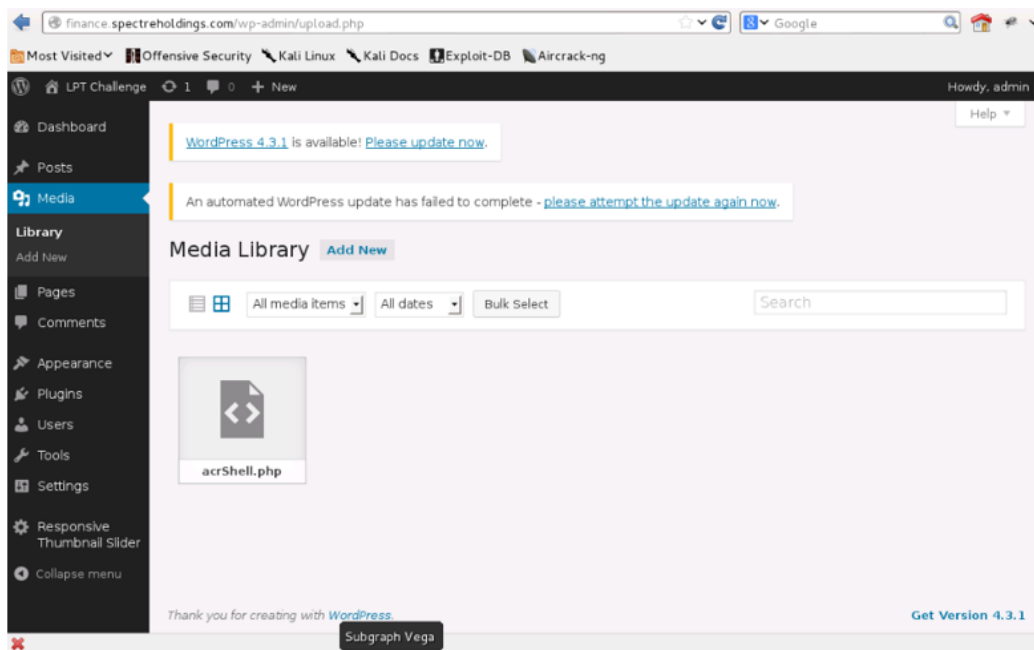 finance.spectreholdings.com/wp-admin/upload.php
Google
Most Visited
Offensive Security
Kali Linux
Kali Docs
Exploit-DB
Aircrack-ng
LPT Challenge
1
0
New
Howdy, admin
Help
Dashboard
Posts
Media
Library
Add New
Pages
Comments
Appearance
Plugins
Users
Tools
Settings
Responsive
Thumbnail Slider
Collapse menu
WordPress 4.3.1 is available! Please update now.
An automated WordPress update has failed to complete - please attempt the update again now.
Media Library
Add New
All media items
All dates
Bulk Select
Search
acrShell.php
Thank you for creating with WordPress.
Get Version 4.3.1
Subgraph Vega